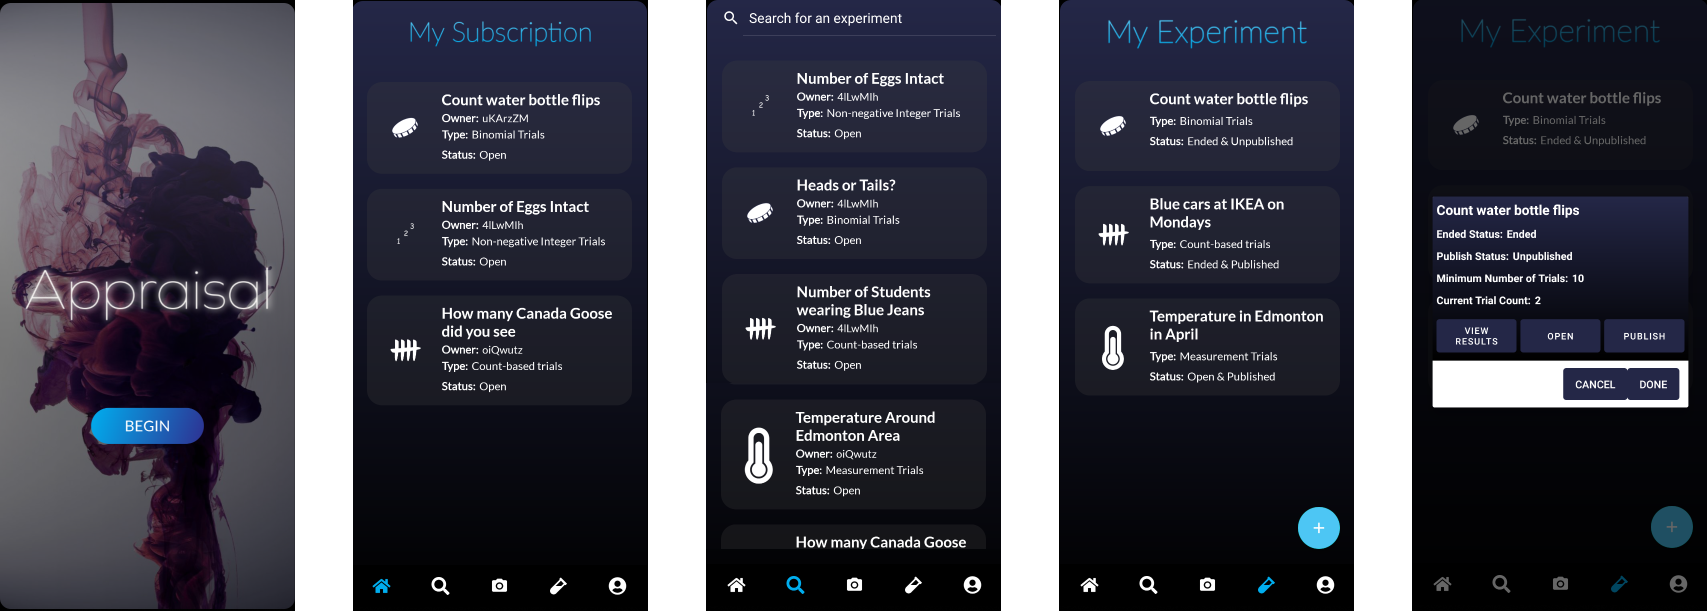 Appraisal
BEGIN
My Subscription
Count water bottle flips
Owner: uKArzZM
Type: Binomial Trials
Status: Open
1 2 3
Number of Eggs Intact
Owner: 4lLwMIh
Type: Non-negative Integer Trials
Status: Open
How many Canada Goose
did you see
Owner: oiQwutz
Type: Count-based trials
Status: Open
Search for an experiment
1 2 3
Number of Eggs Intact
Owner: 4lLwMIh
Type: Non-negative Integer Trials
Status: Open
Heads or Tails?
Owner: 4lLwMIh
Type: Binomial Trials
Status: Open
Number of Students
wearing Blue Jeans
Owner: 4lLwMIh
Type: Count-based trials
Status: Open
Temperature Around
Edmonton Area
Owner: oiQwutz
Type: Measurement Trials
Status: Open
How many Canada Goose
My Experiment
Count water bottle flips
Type: Binomial Trials
Status: Ended & Unpublished
Blue cars at IKEA on
Mondays
Type: Count-based trials
Status: Ended & Published
Temperature in Edmonton
in April
Type: Measurement Trials
Status: Open & Published
+
My Experiment
Count water bottle flips
Type: Binomial Trials
Status: Ended & Unpublished
Count water bottle flips
Ended Status: Ended
Publish Status: Unpublished
Minimum Number of Trials: 10
Current Trial Count: 2
VIEW
RESULTS
OPEN
PUBLISH
CANCEL
DONE
+